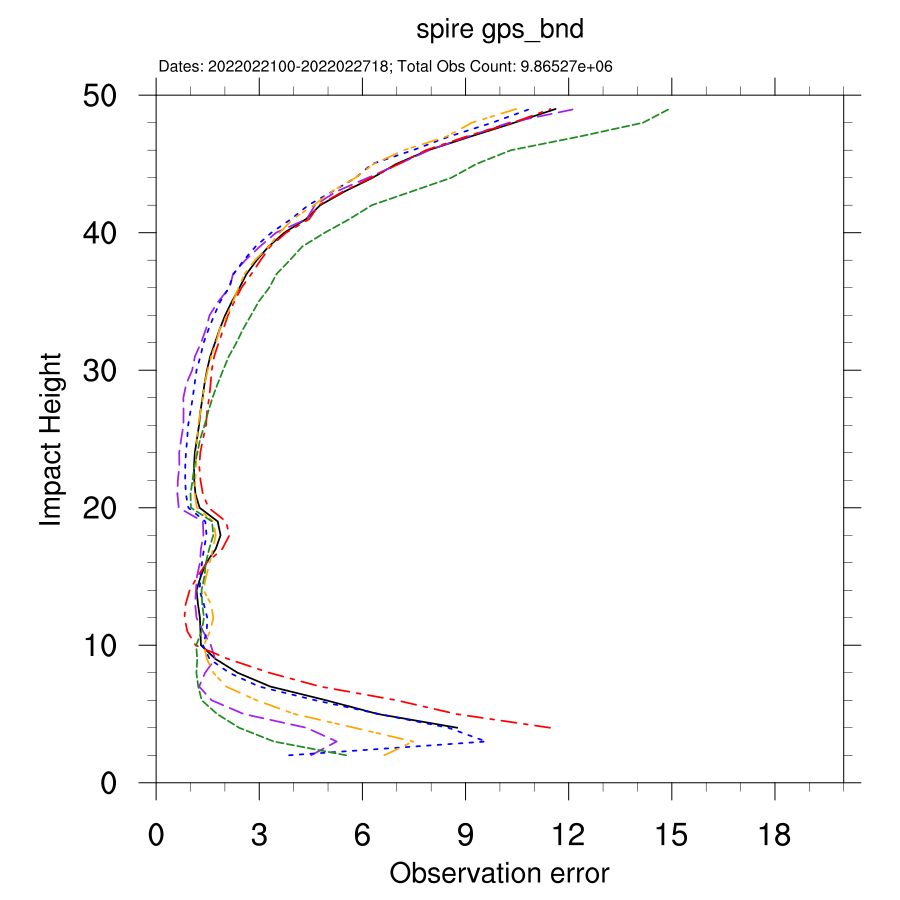 spire gps_bnd
Dates: 2022022100-2022022718; Total Obs Count: 9.86527e+06
50
40
30
20
10
0
Impact Height
0 3 6 9 12 15 18
Observation error